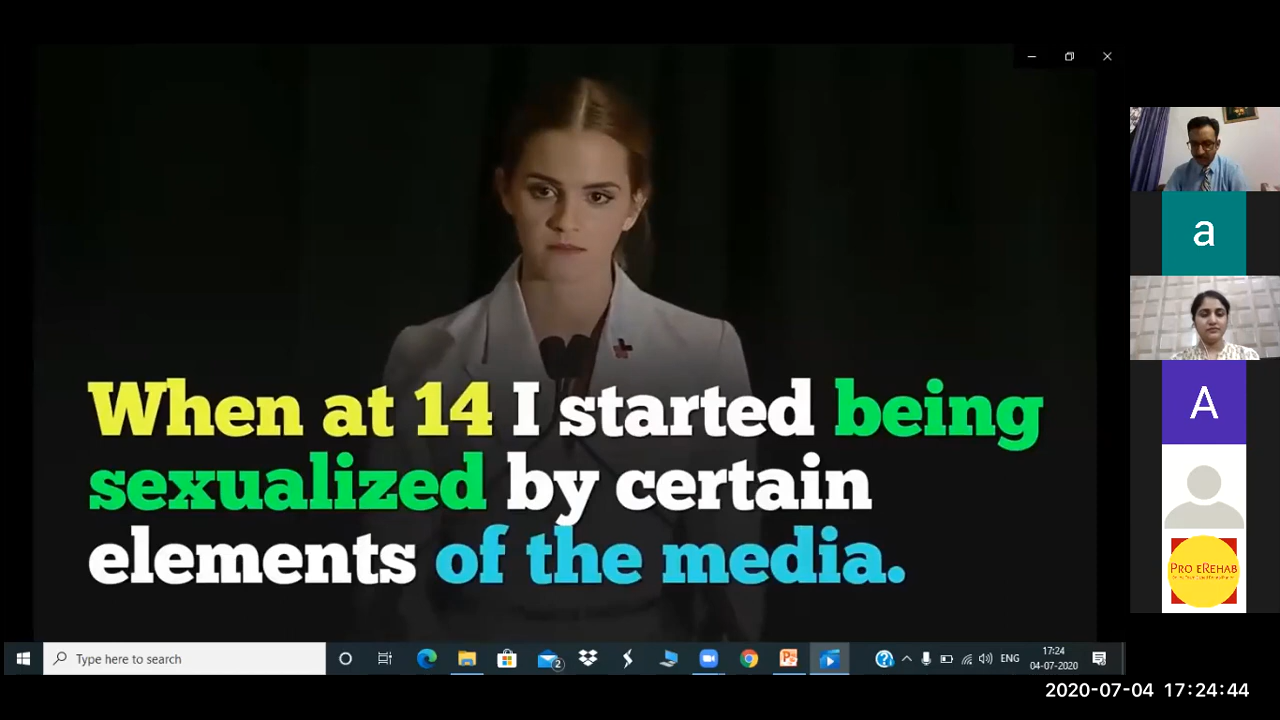 When at 14 I started being
sexualized by certain
elements of the media.
a
A
PRO EREHAB
Type here to search
2
ENG
17:24
04-07-2020
2020-07-04 17:24:44